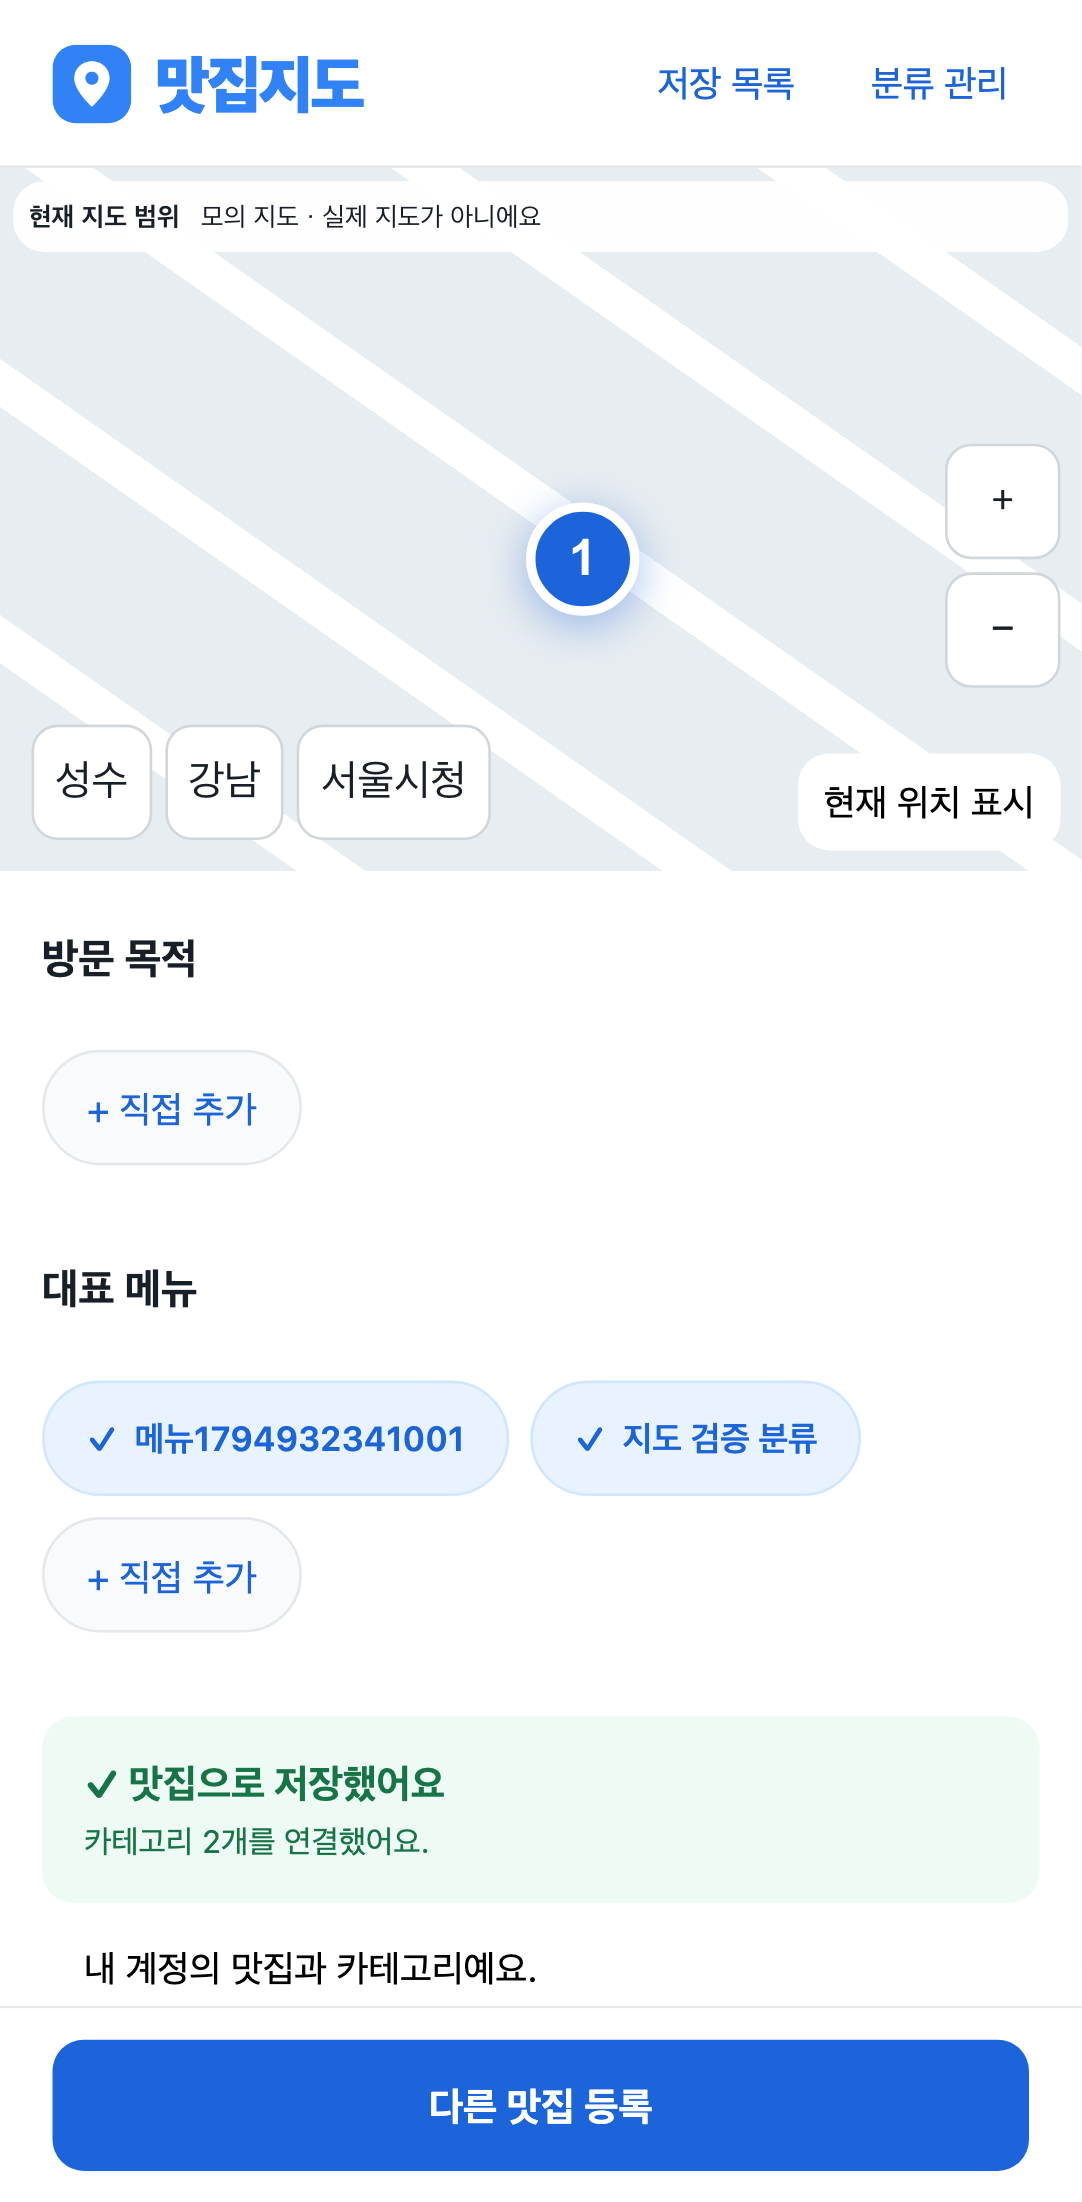 맛집지도
저장 목록
분류 관리
현재 지도 범위 모의 지도 · 실제 지도가 아니에요
+
1
−
성수
강남
서울시청
현재 위치 표시
방문 목적
+ 직접 추가
대표 메뉴
✓ 메뉴1794932341001
✓ 지도 검증 분류
+ 직접 추가
✓ 맛집으로 저장했어요
카테고리 2개를 연결했어요.
내 계정의 맛집과 카테고리예요.
다른 맛집 등록